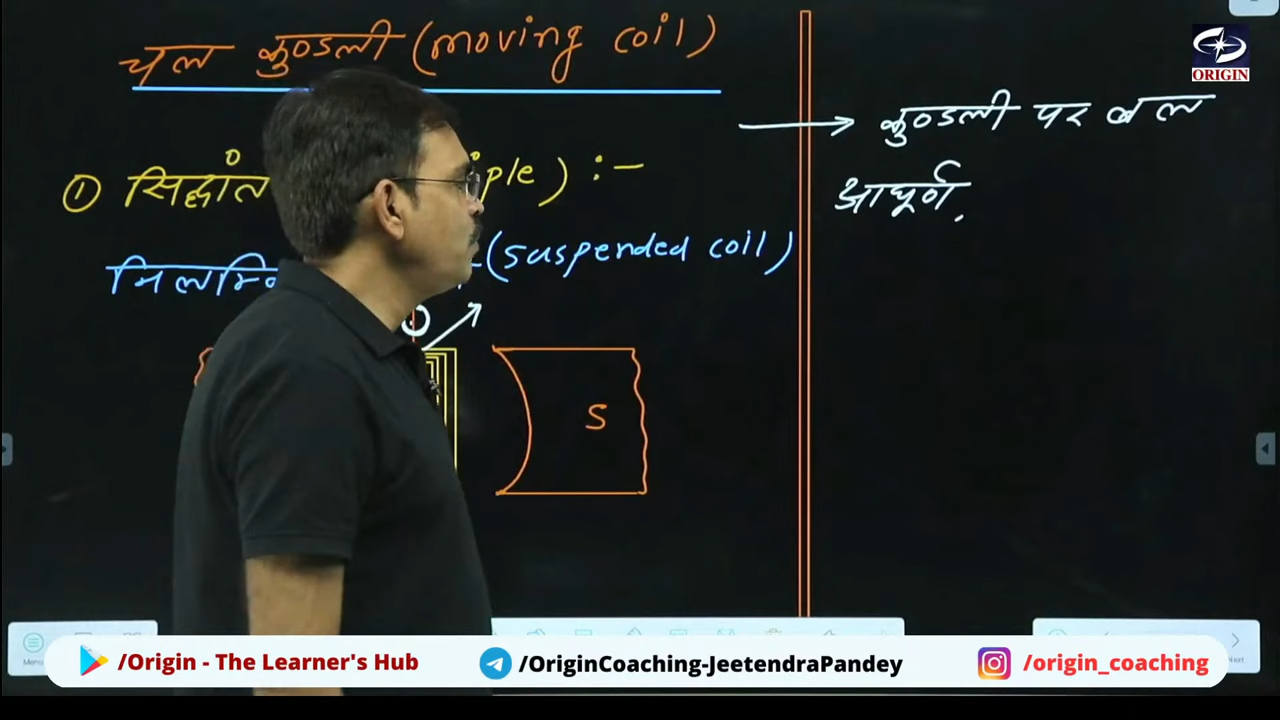 चल कुण्डली (moving coil)
① सिद्धांत iple) :-
(suspended coil)
S
→ कुण्डली पर बल
आघूर्ण.
ORIGIN
/Origin - The Learner's Hub
/OriginCoaching-JeetendraPandey
/origin_coaching